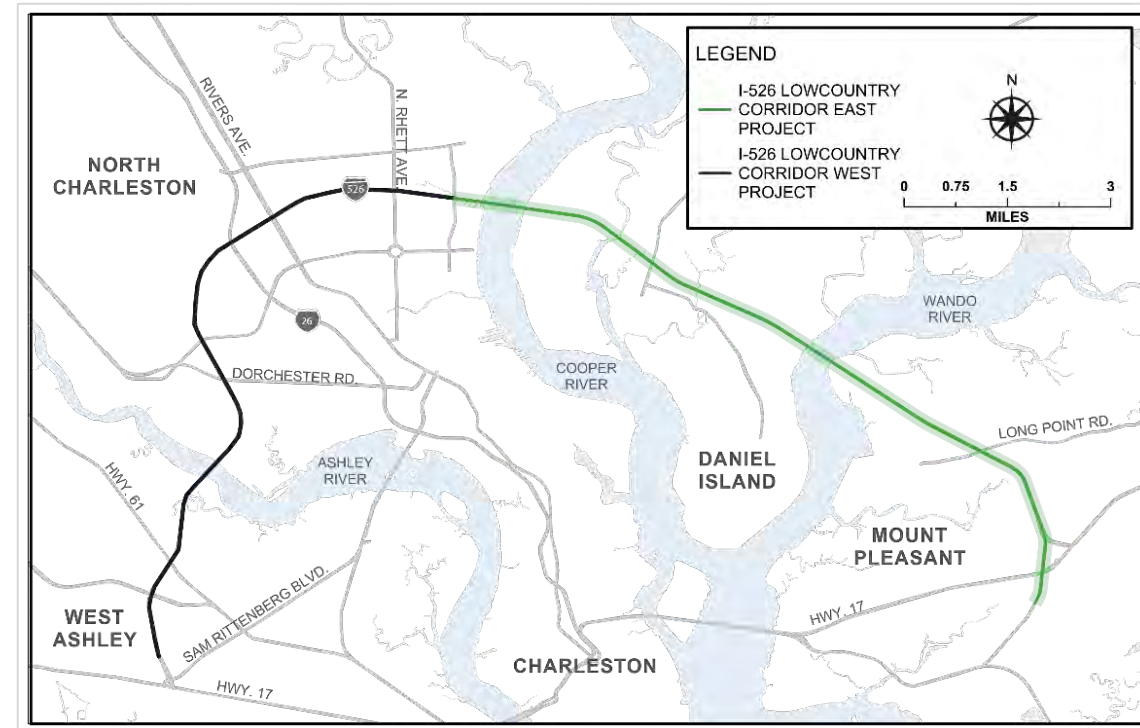 LEGEND
I-526 LOWCOUNTRY
CORRIDOR EAST
PROJECT
I-526 LOWCOUNTRY
CORRIDOR WEST
PROJECT
N
0 0.75 1.5 3
MILES
RIVERS AVE.
N. RHETT AVE.
NORTH
CHARLESTON
526
WANDO
RIVER
26
COOPER
RIVER
DORCHESTER RD.
LONG POINT RD.
DANIEL
ISLAND
ASHLEY
RIVER
HWY. 61
MOUNT
PLEASANT
SAM RITTENBERG BLVD.
HWY. 17
WEST
ASHLEY
CHARLESTON
HWY. 17